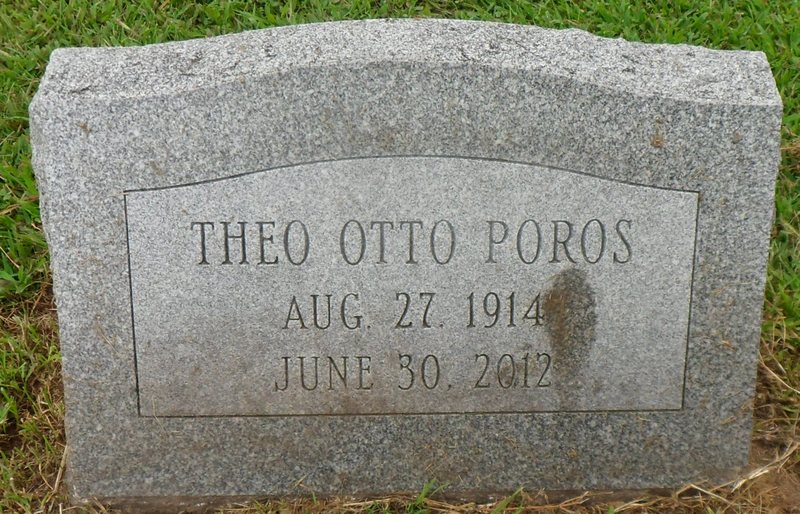 THEO OTTO POROS
AUG. 27. 1914
JUNE 30. 2012